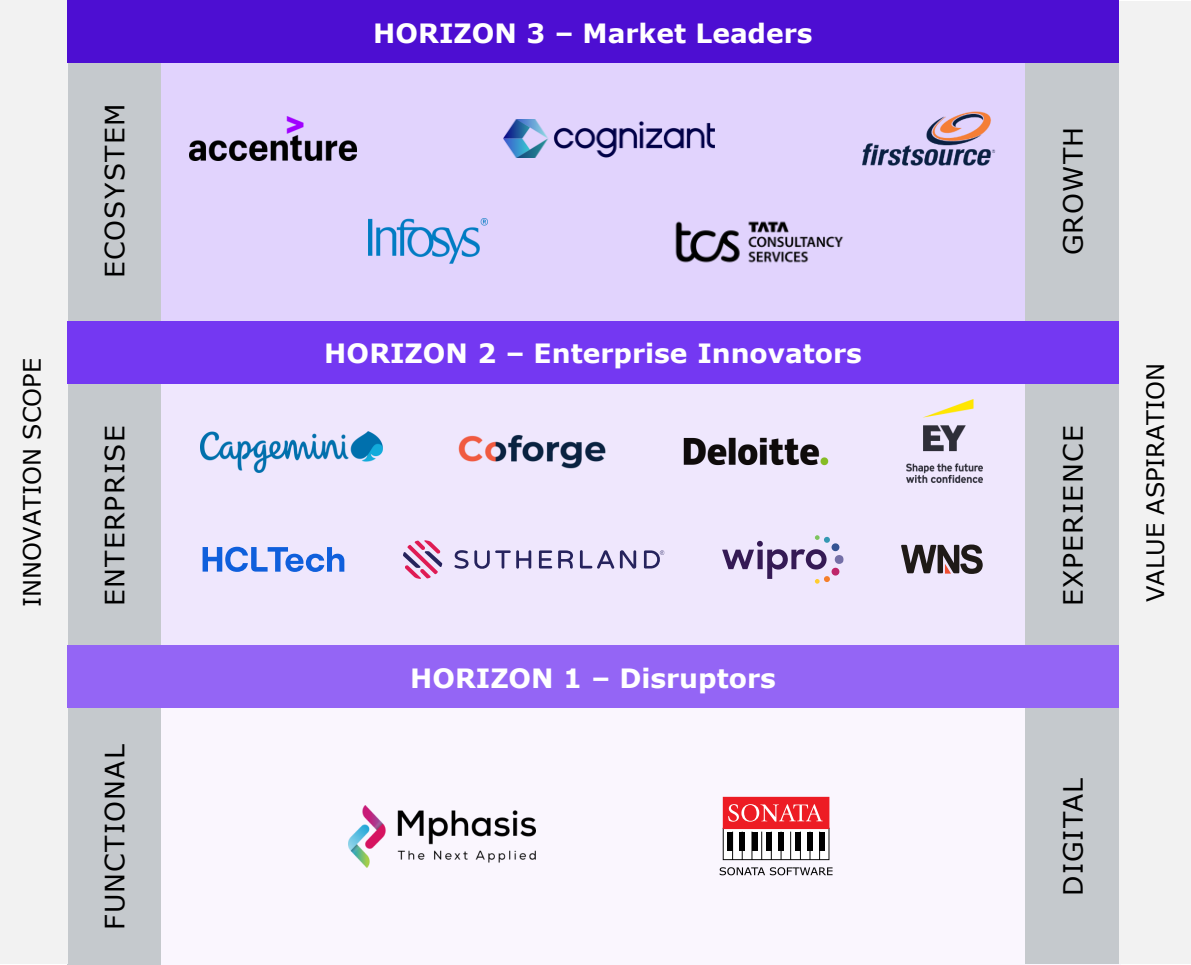 HORIZON 3 – Market Leaders
ECOSYSTEM
accenture
cognizant
firstsource®
GROWTH
Infosys®
tcs TATA
CONSULTANCY
SERVICES
INNOVATION SCOPE
HORIZON 2 – Enterprise Innovators
VALUE ASPIRATION
ENTERPRISE
Capgemini
Coforge
Deloitte.
EY
Shape the future
with confidence
EXPERIENCE
HCLTech
SUTHERLAND®
wipro
WNS
HORIZON 1 – Disruptors
FUNCTIONAL
Mphasis
The Next Applied
SONATA
SONATA SOFTWARE
DIGITAL